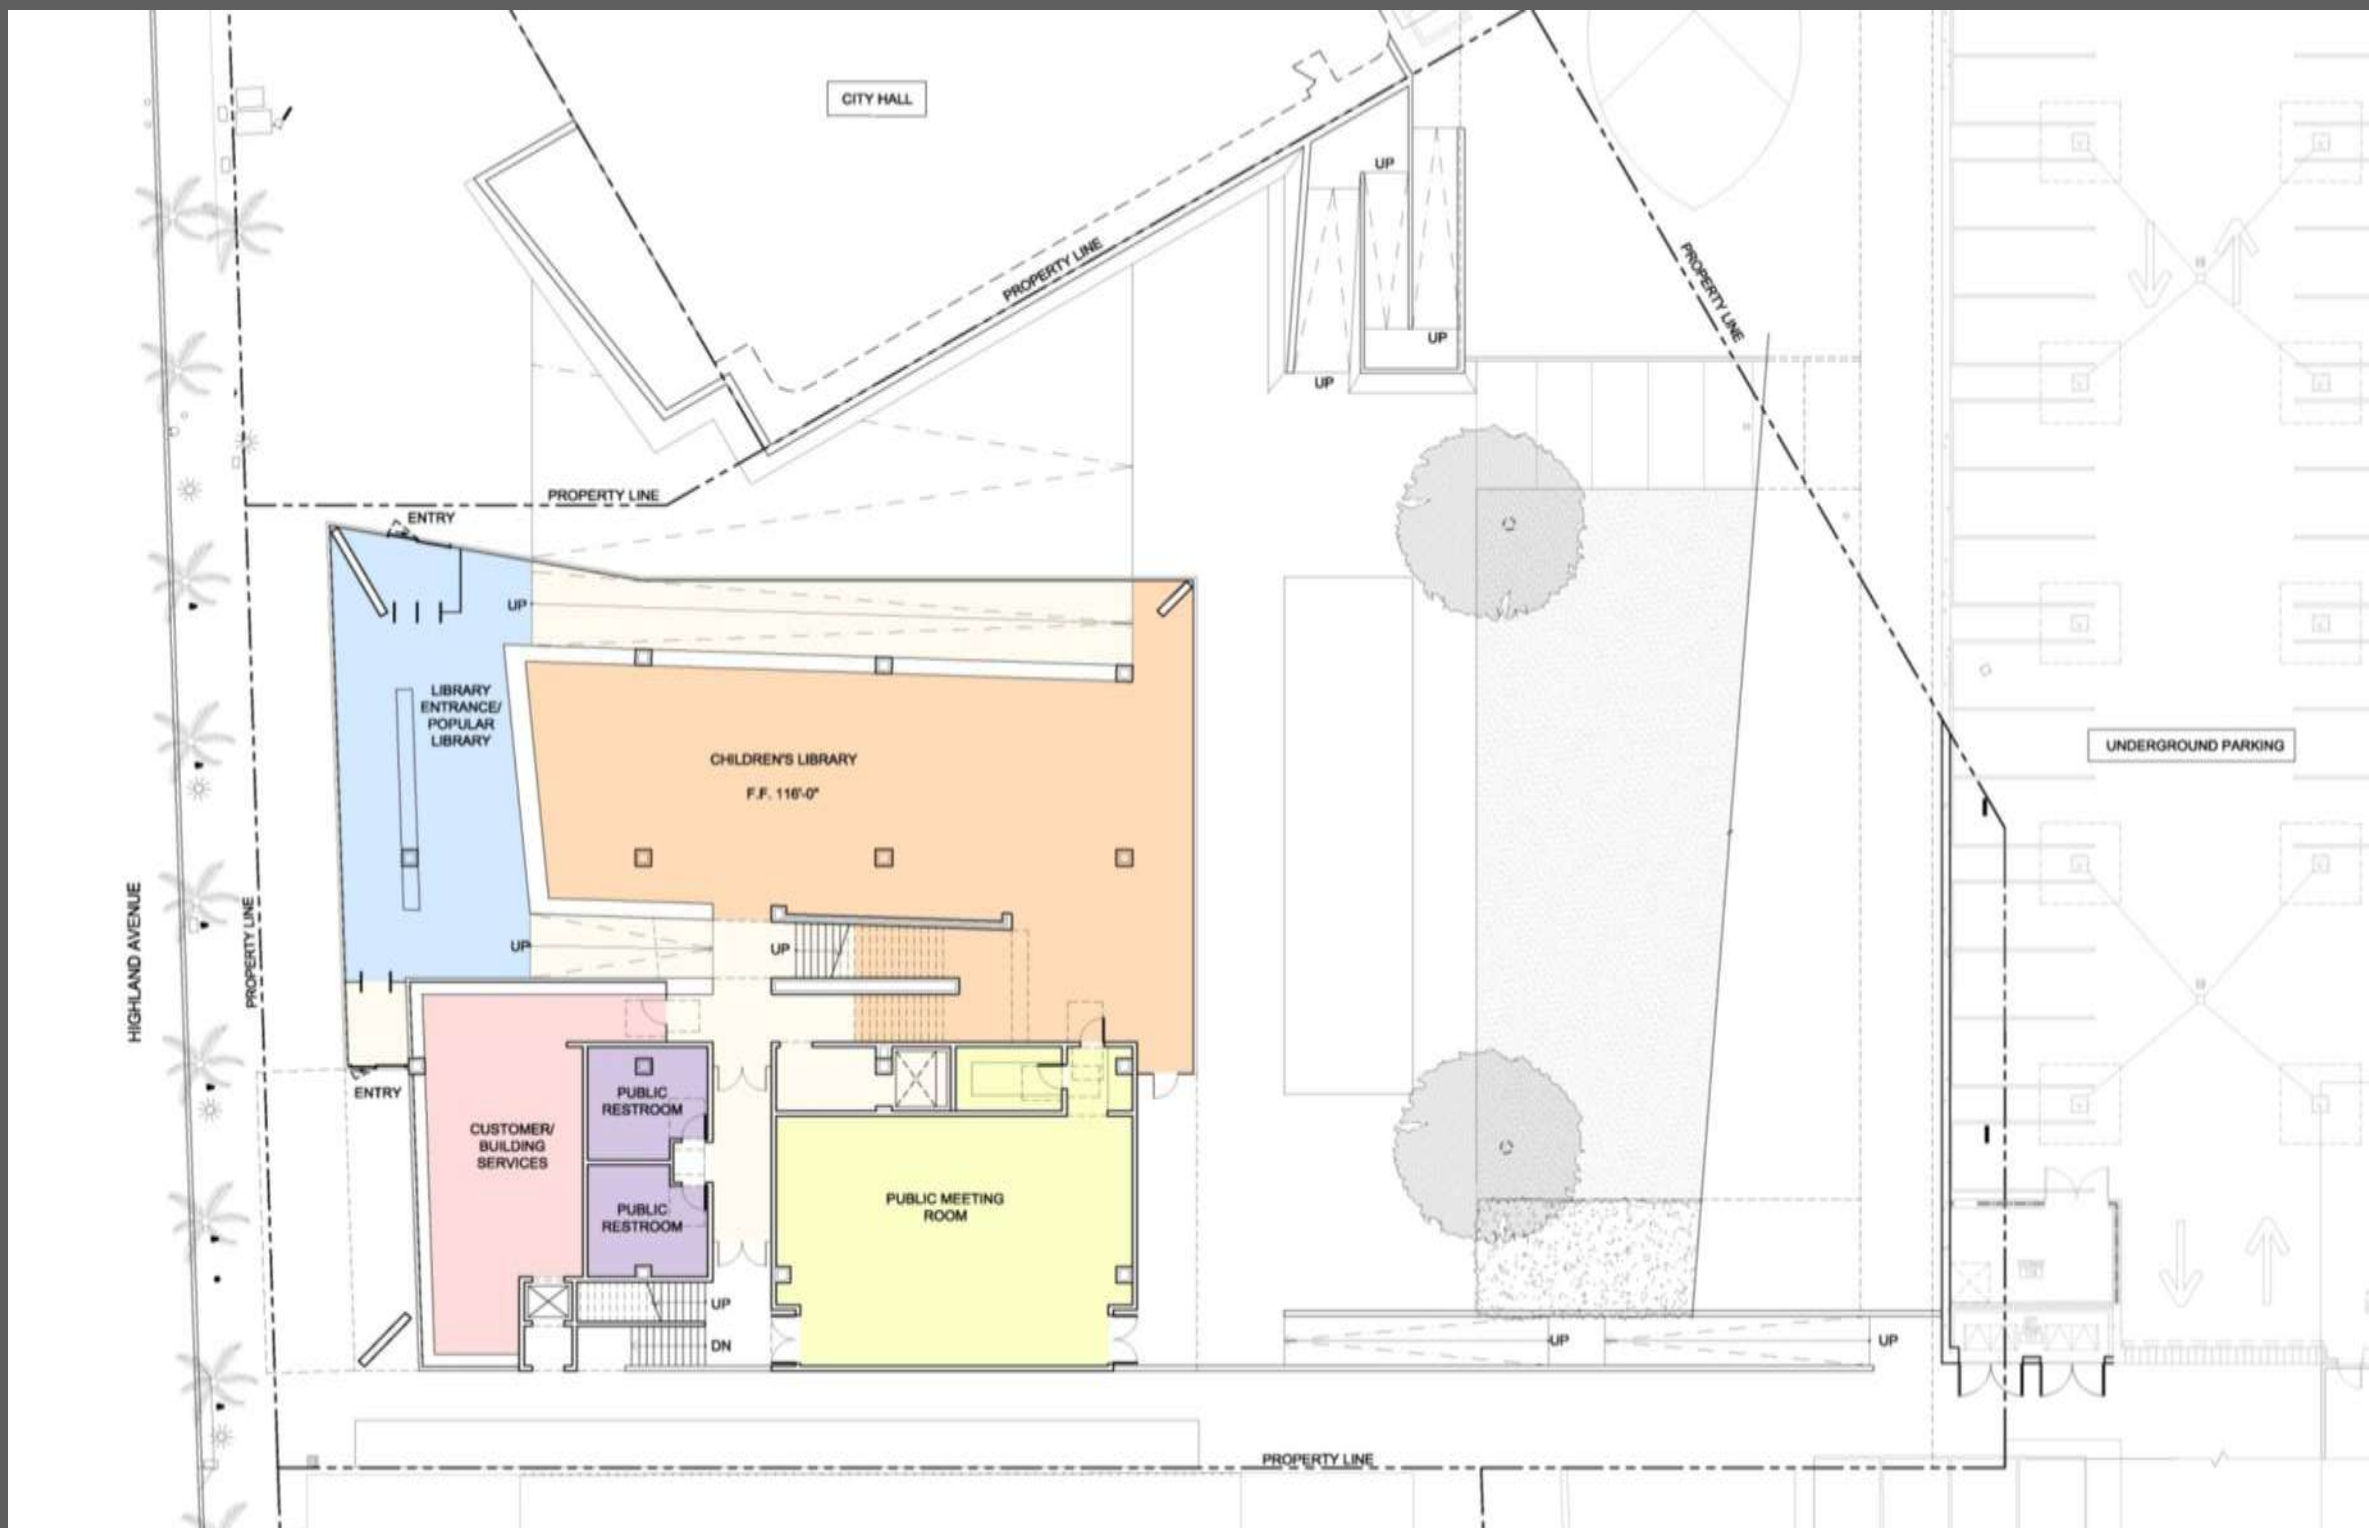 CITY HALL
UP
PROPERTY LINE
PROPERTY LINE
UP
UP
PROPERTY LINE
ENTRY
UP
LIBRARY
ENTRANCE/
POPULAR
LIBRARY
CHILDREN'S LIBRARY
F.F. 116'-0"
UNDERGROUND PARKING
HIGHLAND AVENUE
PROPERTY LINE
UP
UP
ENTRY
PUBLIC
RESTROOM
CUSTOMER/
BUILDING
SERVICES
PUBLIC
RESTROOM
PUBLIC MEETING
ROOM
UP
DN
UP
UP
PROPERTY LINE